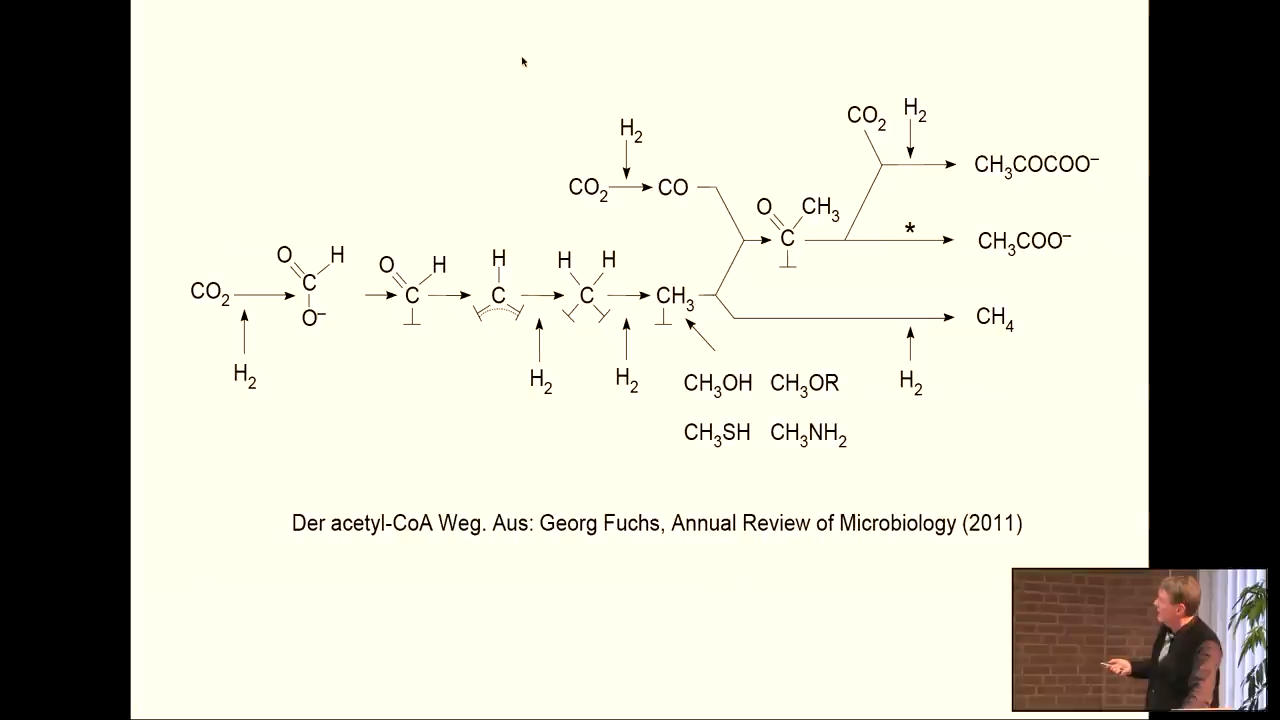 CO2 H2
H2
CO2 CO CH3COCOO–
O CH3
C * CH3COO–
O H O H H H H
CO2 C C C C CH3 CH4
O–
H2 H2 H2 CH3OH CH3OR H2
CH3SH CH3NH2
Der acetyl-CoA Weg. Aus: Georg Fuchs, Annual Review of Microbiology (2011)